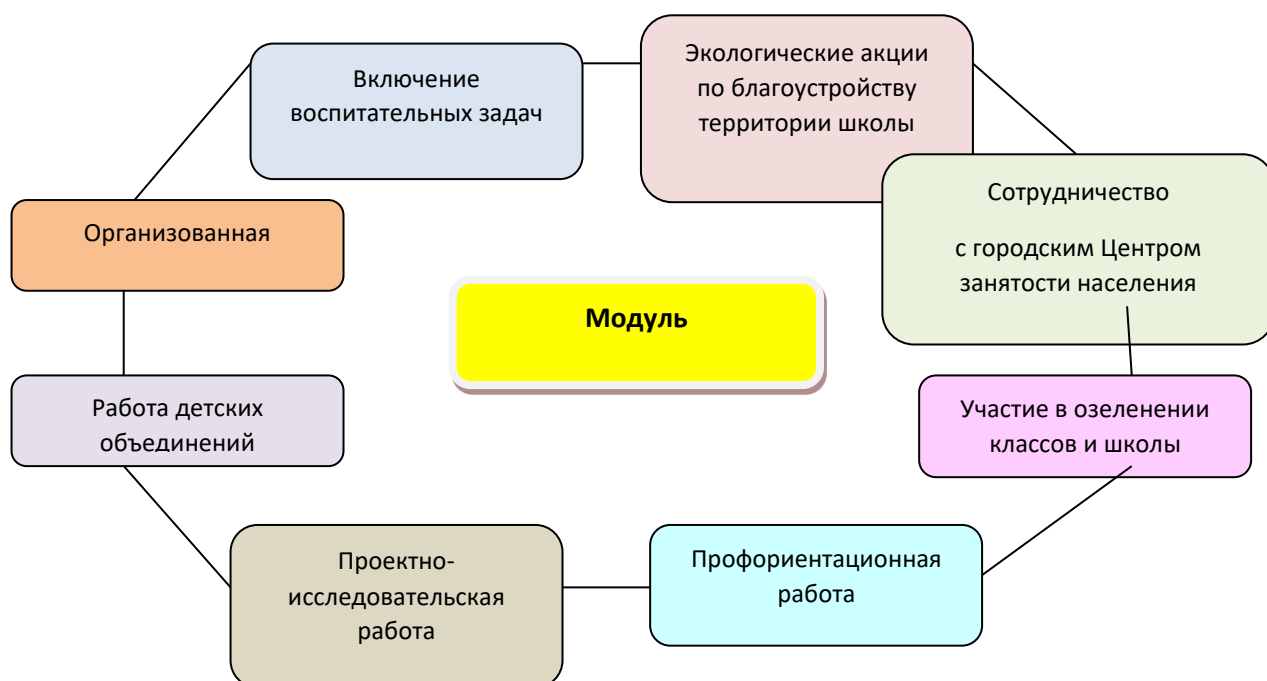 Включение
воспитательных задач
Экологические акции
по благоустройству
территории школы
Организованная
Сотрудничество
с городским Центром
занятости населения
Модуль
Работа детских
объединений
Участие в озеленении
классов и школы
Проектно-
исследовательская
работа
Профориентационная
работа